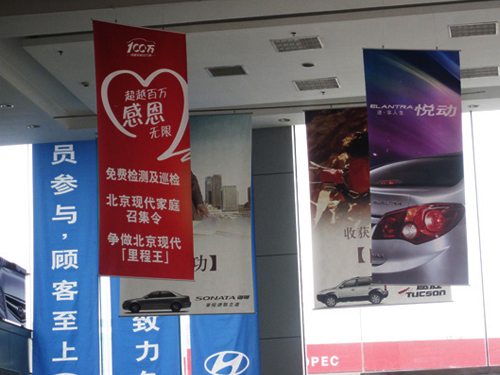 100万
超越百万
感恩
无限
免费检测及巡检
北京现代家庭
召集令
争做北京现代
「里程王」
员参与，顾客至上
致力
功】
SONATA
ELANTRA 悦动
收获
【
TUCSON
OPEC